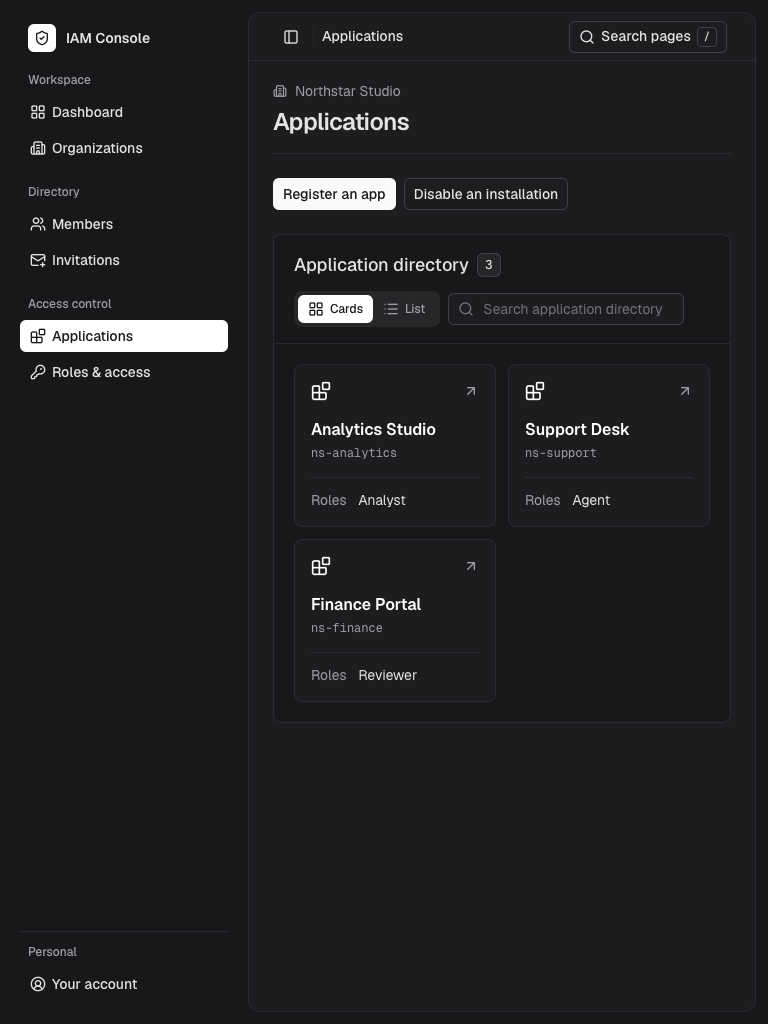 IAM Console
Workspace
Dashboard
Organizations
Directory
Members
Invitations
Access control
Applications
Roles & access
Personal
Your account
Applications
Search pages /
Northstar Studio
Applications
Register an app
Disable an installation
Application directory 3
Cards
List
Search application directory
Analytics Studio
ns-analytics
Roles Analyst
Support Desk
ns-support
Roles Agent
Finance Portal
ns-finance
Roles Reviewer